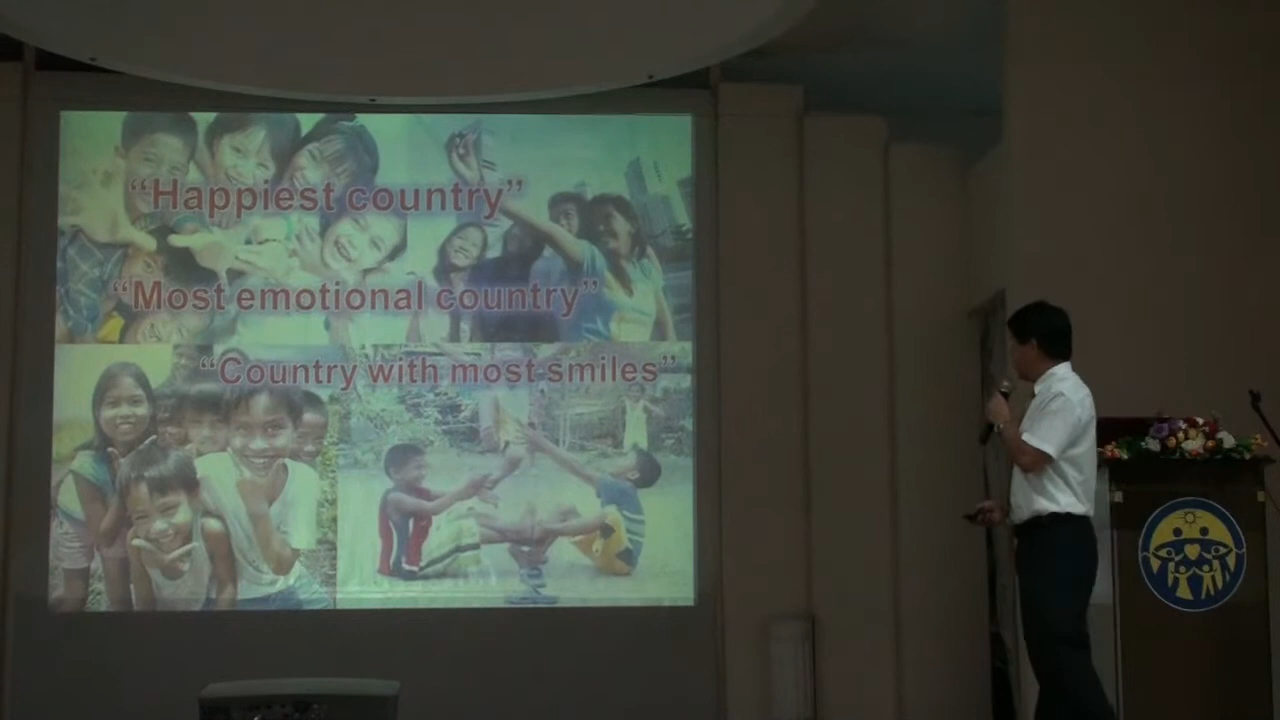 “Happiest country”
“Most emotional country”
“Country with most smiles”